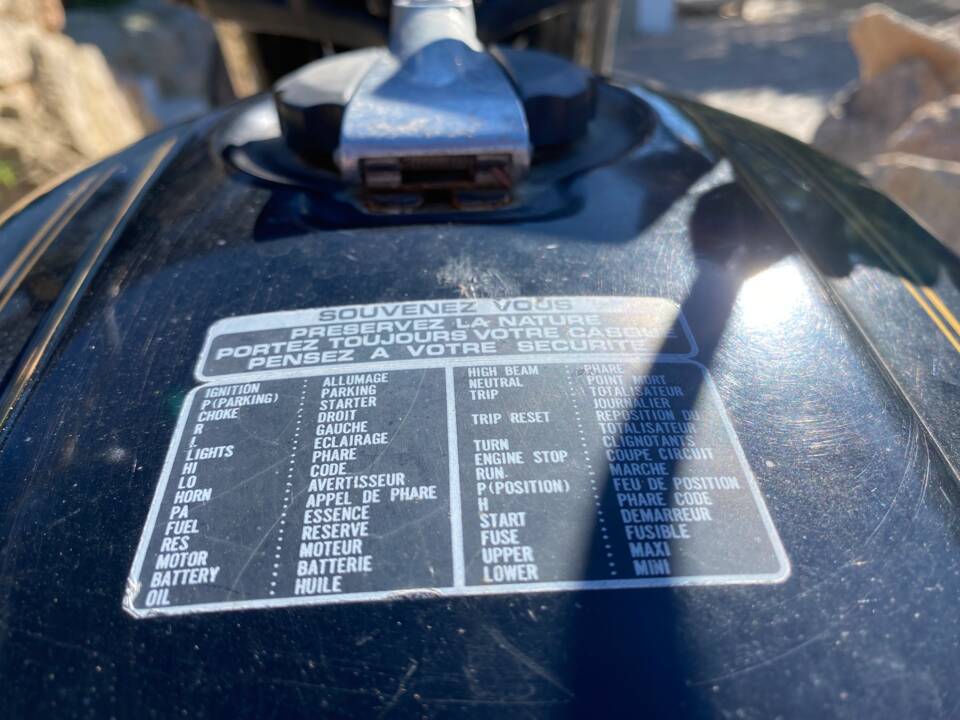 SOUVENEZ VOUS
PRESERVEZ LA NATURE
PORTEZ TOUJOURS VOTRE CASQUE
PENSEZ A VOTRE SECURITE
IGNITION ALLUMAGE
P(PARKING) PARKING
CHOKE STARTER
R DROIT
L GAUCHE
LIGHTS ECLAIRAGE
HI PHARE
LO CODE
HORN AVERTISSEUR
PA APPEL DE PHARE
FUEL ESSENCE
RES RESERVE
MOTOR MOTEUR
BATTERY BATTERIE
OIL HUILE
HIGH BEAM PHARE
NEUTRAL POINT MORT
TRIP TOTALISATEUR
JOURNALIER
TRIP RESET REPOSITION DU
TOTALISATEUR
TURN CLIGNOTANTS
ENGINE STOP COUPE CIRCUIT
RUN MARCHE
P(POSITION) FEU DE POSITION
H PHARE CODE
START DEMARREUR
FUSE FUSIBLE
UPPER MAXI
LOWER MINI